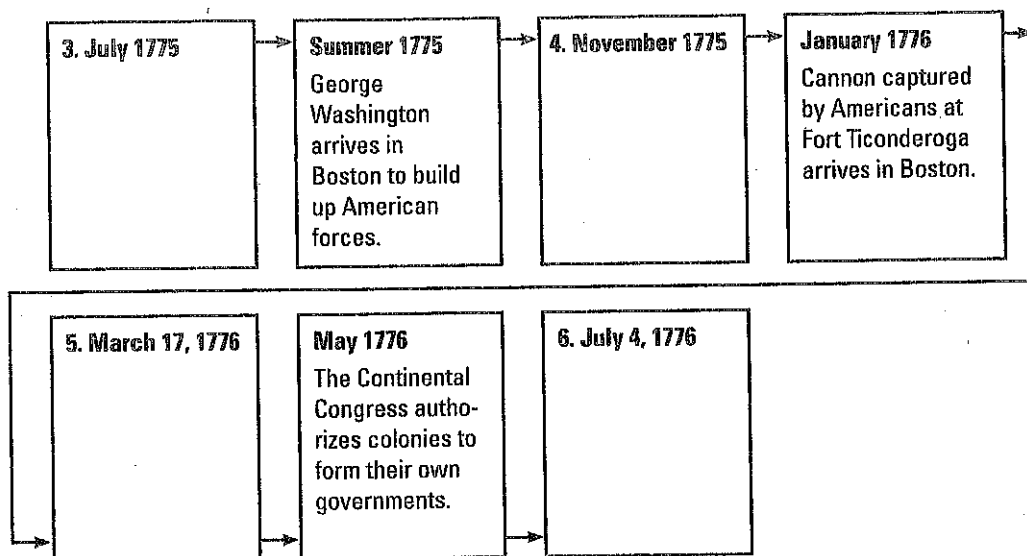 3. July 1775
Summer 1775
George
Washington
arrives in
Boston to build
up American
forces.
4. November 1775
January 1776
Cannon captured
by Americans at
Fort Ticonderoga
arrives in Boston.
5. March 17, 1776
May 1776
The Continental
Congress autho-
rizes colonies to
form their own
governments.
6. July 4, 1776